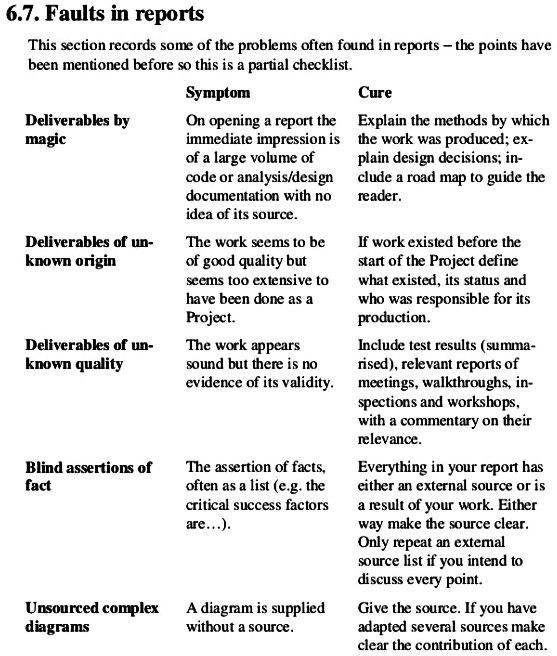 6.7. Faults in reports
This section records some of the problems often found in reports – the points have
been mentioned before so this is a partial checklist.
Symptom Cure
Deliverables by
magic
On opening a report the
immediate impression is
of a large volume of
code or analysis/design
documentation with no
idea of its source.
Explain the methods by which
the work was produced; ex-
plain design decisions; in-
clude a road map to guide the
reader.
Deliverables of un-
known origin
The work seems to be
of good quality but
seems too extensive to
have been done as a
Project.
If work existed before the
start of the Project define
what existed, its status and
who was responsible for its
production.
Deliverables of un-
known quality
The work appears
sound but there is no
evidence of its validity.
Include test results (summa-
rised), relevant reports of
meetings, walkthroughs, in-
spections and workshops,
with a commentary on their
relevance.
Blind assertions of
fact
The assertion of facts,
often as a list (e.g. the
critical success factors
are…).
Everything in your report has
either an external source or is
a result of your work. Either
way make the source clear.
Only repeat an external
source list if you intend to
discuss every point.
Unsourced complex
diagrams
A diagram is supplied
without a source.
Give the source. If you have
adapted several sources make
clear the contribution of each.